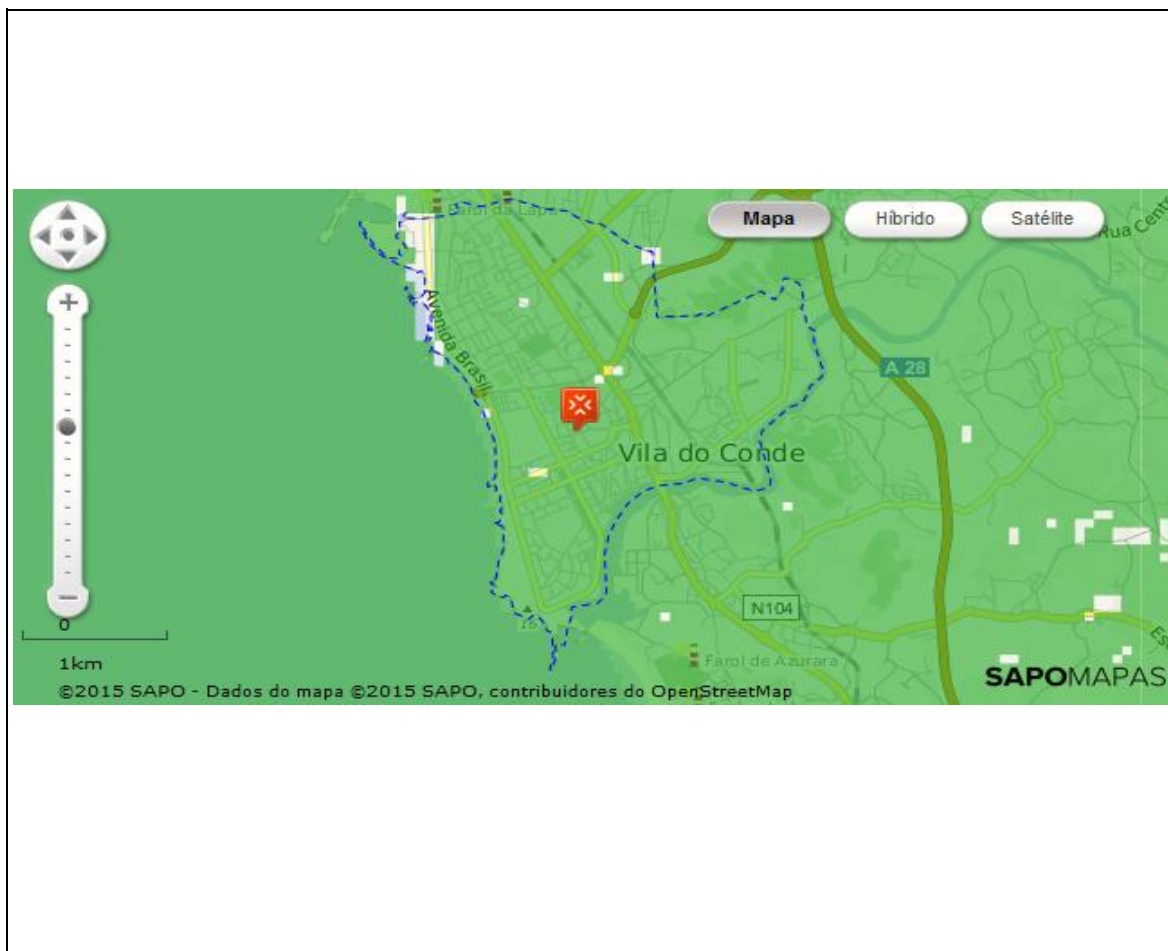 Farol da Lapa
Mapa
Híbrido
Satélite
Rua Cent
Avenida Brasil
A 28
Vila do Conde
16
N104
0
1km
Farol de Azurara
SAPOMAPAS
©2015 SAPO - Dados do mapa ©2015 SAPO, contribuidores do OpenStreetMap